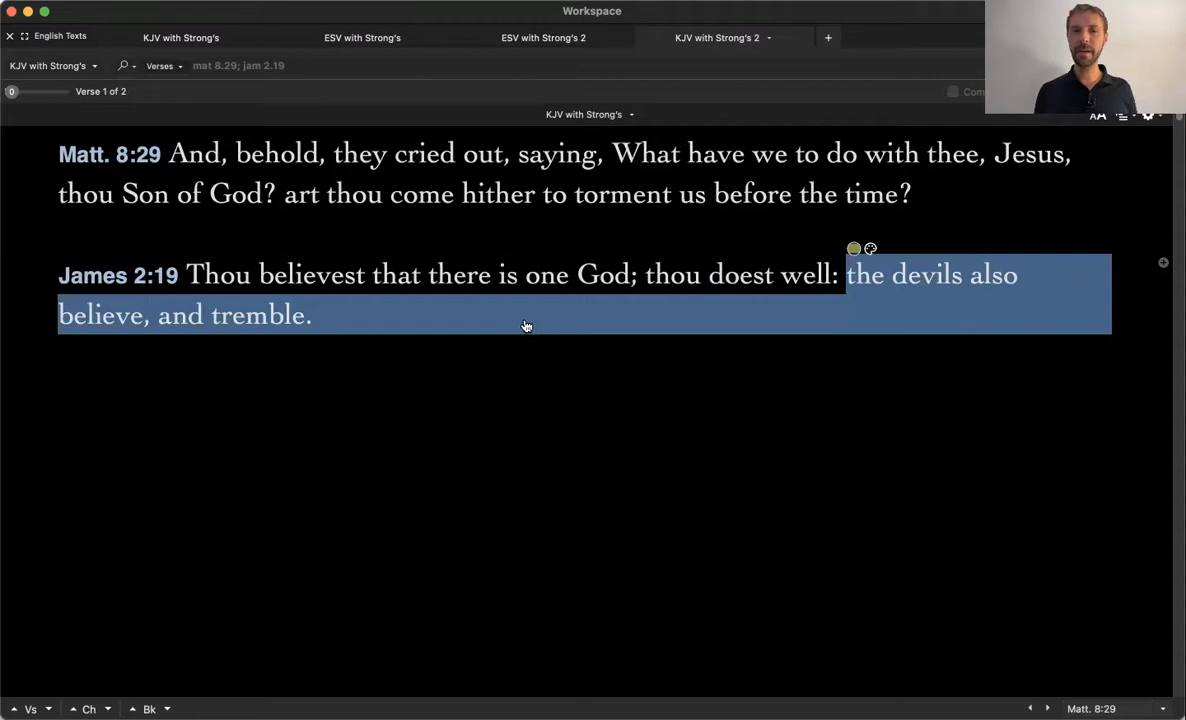 Workspace
English Texts
KJV with Strong's
ESV with Strong's
ESV with Strong's 2
KJV with Strong's 2
KJV with Strong's
Verses
mat 8.29; jam 2.19
0
Verse 1 of 2
Com
KJV with Strong's
AA
Matt. 8:29 And, behold, they cried out, saying, What have we to do with thee, Jesus,
thou Son of God? art thou come hither to torment us before the time?
James 2:19 Thou believest that there is one God; thou doest well: the devils also
believe, and tremble.
Vs
Ch
Bk
Matt. 8:29